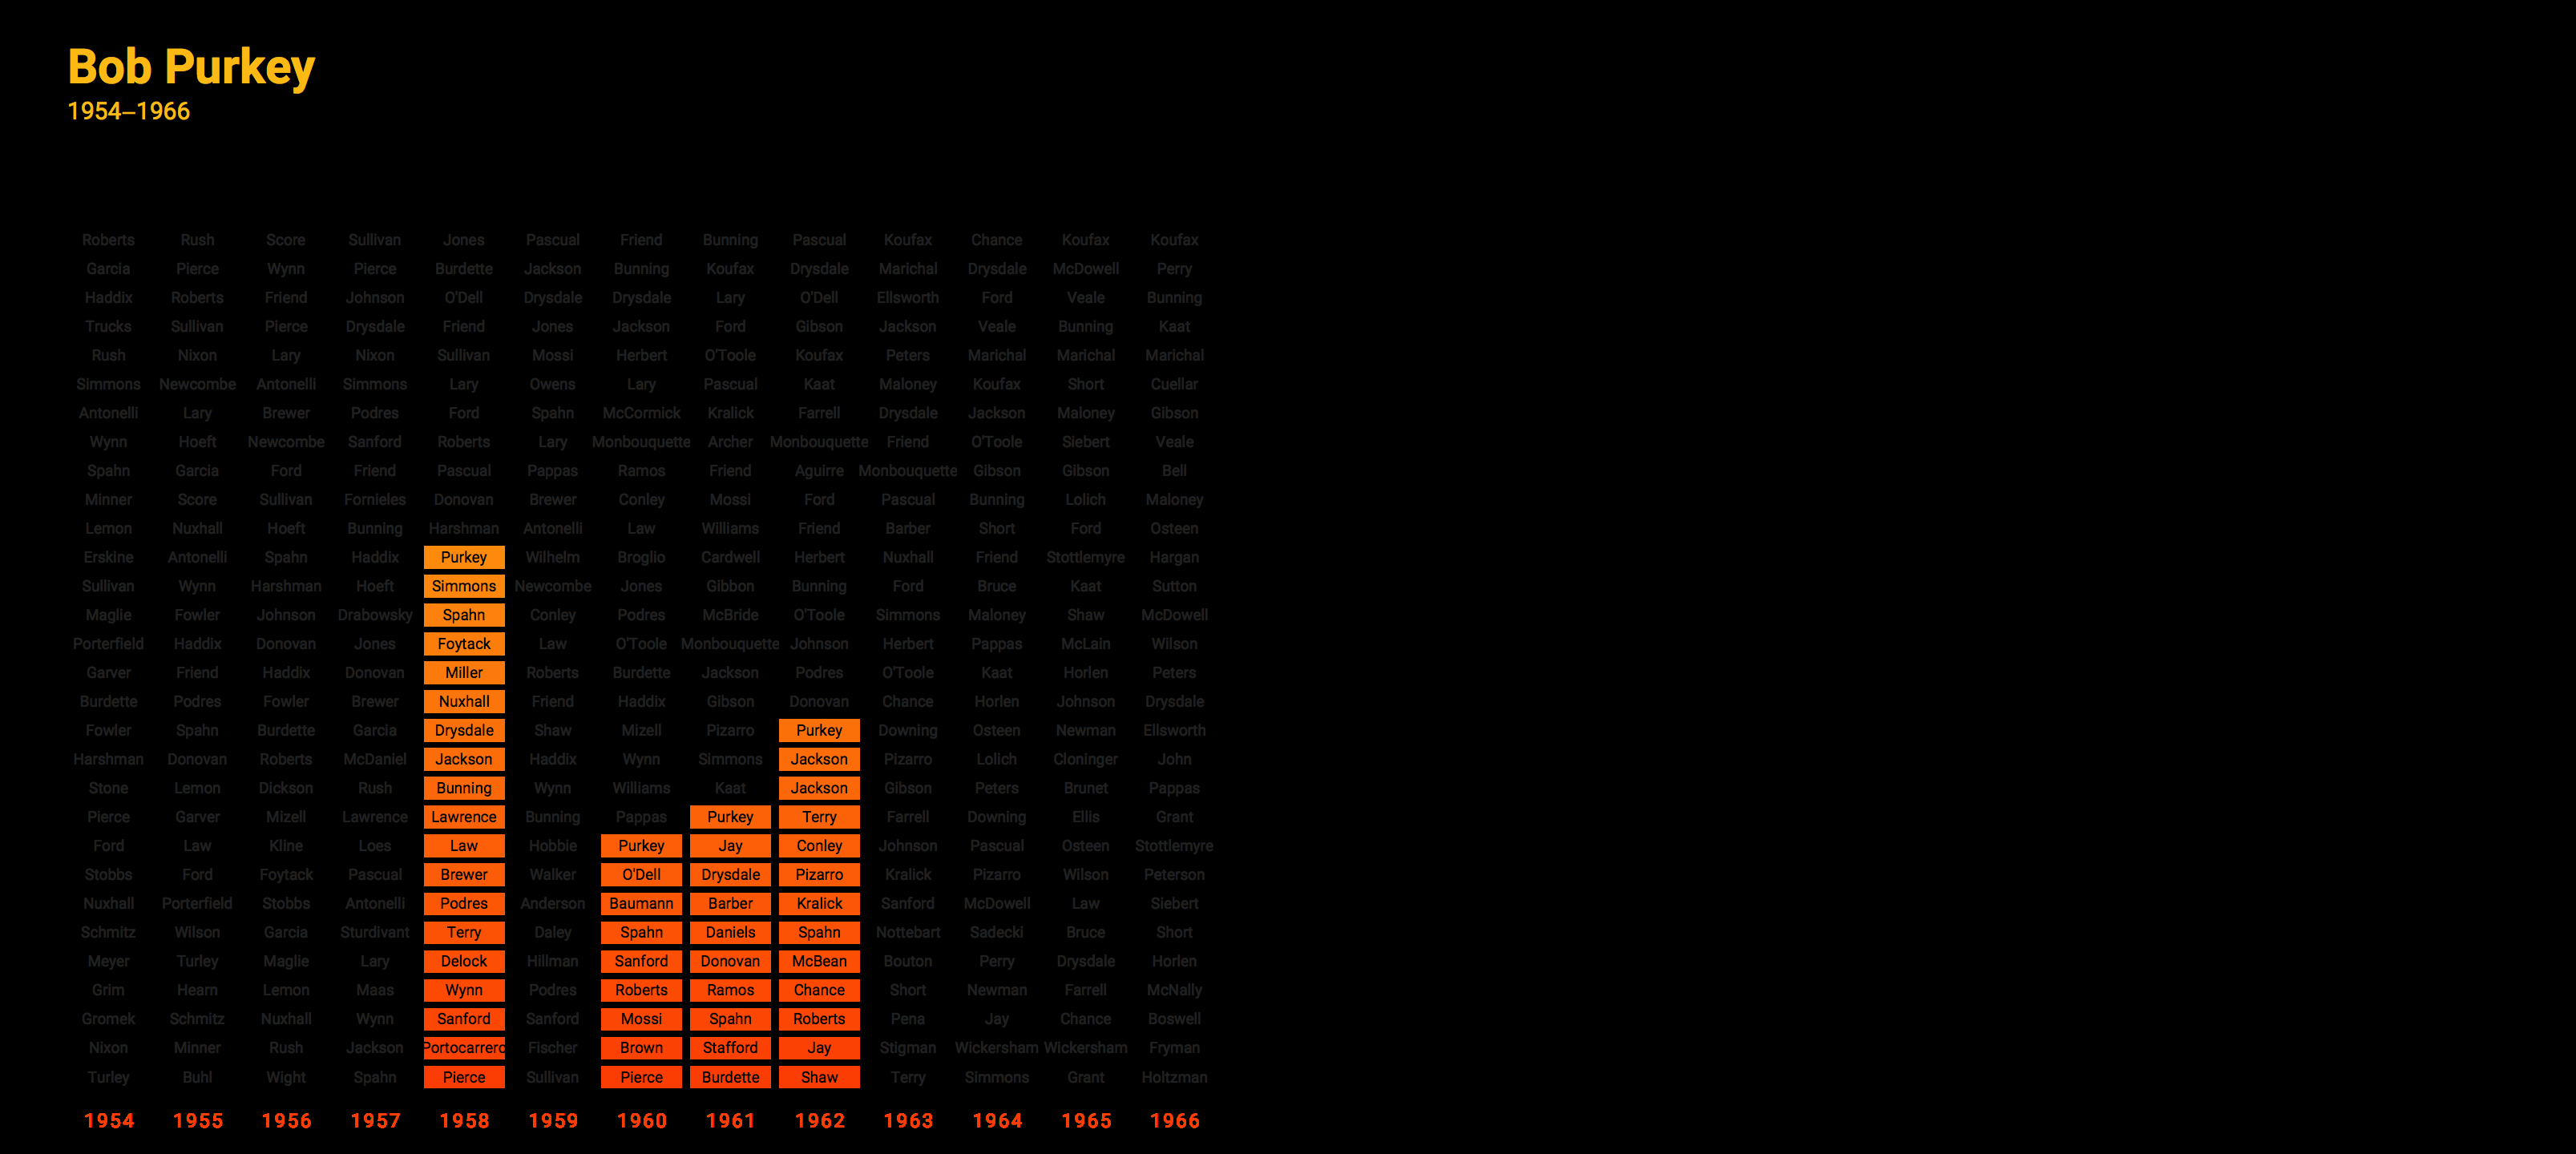 Bob Purkey
1954–1966
Roberts Rush Score Sullivan Jones Pascual Friend Bunning Pascual Koufax Chance Koufax Koufax
Garcia Pierce Wynn Pierce Burdette Jackson Bunning Koufax Drysdale Marichal Drysdale McDowell Perry
Haddix Roberts Friend Johnson O'Dell Drysdale Drysdale Lary O'Dell Ellsworth Ford Veale Bunning
Trucks Sullivan Pierce Drysdale Friend Jones Jackson Ford Gibson Jackson Veale Bunning Kaat
Rush Nixon Lary Nixon Sullivan Mossi Herbert O'Toole Koufax Peters Marichal Marichal Marichal
Simmons Newcombe Antonelli Simmons Lary Owens Lary Pascual Kaat Maloney Koufax Short Cuellar
Antonelli Lary Brewer Podres Ford Spahn McCormick Kralick Farrell Drysdale Jackson Maloney Gibson
Wynn Hoeft Newcombe Sanford Roberts Lary Monbouquette Archer Monbouquette Friend O'Toole Siebert Veale
Spahn Garcia Ford Friend Pascual Pappas Ramos Friend Aguirre Monbouquette Gibson Gibson Bell
Minner Score Sullivan Fornieles Donovan Brewer Conley Mossi Ford Pascual Bunning Lolich Maloney
Lemon Nuxhall Hoeft Bunning Harshman Antonelli Law Williams Friend Barber Short Ford Osteen
Erskine Antonelli Spahn Haddix Purkey Wilhelm Broglio Cardwell Herbert Nuxhall Friend Stottlemyre Hargan
Sullivan Wynn Harshman Hoeft Simmons Newcombe Jones Gibbon Bunning Ford Bruce Kaat Sutton
Maglie Fowler Johnson Drabowsky Spahn Conley Podres McBride O'Toole Simmons Maloney Shaw McDowell
Porterfield Haddix Donovan Jones Foytack Law O'Toole Monbouquette Johnson Herbert Pappas McLain Wilson
Garver Friend Haddix Donovan Miller Roberts Burdette Jackson Podres O'Toole Kaat Horlen Peters
Burdette Podres Fowler Brewer Nuxhall Friend Haddix Gibson Donovan Chance Horlen Johnson Drysdale
Fowler Spahn Burdette Garcia Drysdale Shaw Mizell Pizarro Purkey Downing Osteen Newman Ellsworth
Harshman Donovan Roberts McDaniel Jackson Haddix Wynn Simmons Jackson Pizarro Lolich Cloninger John
Stone Lemon Dickson Rush Bunning Wynn Williams Kaat Jackson Gibson Peters Brunet Pappas
Pierce Garver Mizell Lawrence Lawrence Bunning Pappas Purkey Terry Farrell Downing Ellis Grant
Ford Law Kline Loes Law Hobbie Purkey Jay Conley Johnson Pascual Osteen Stottlemyre
Stobbs Ford Foytack Pascual Brewer Walker O'Dell Drysdale Pizarro Kralick Pizarro Wilson Peterson
Nuxhall Porterfield Stobbs Antonelli Podres Anderson Baumann Barber Kralick Sanford McDowell Law Siebert
Schmitz Wilson Garcia Sturdivant Terry Daley Spahn Daniels Spahn Nottebart Sadecki Bruce Short
Meyer Turley Maglie Lary Delock Hillman Sanford Donovan McBean Bouton Perry Drysdale Horlen
Grim Hearn Lemon Maas Wynn Podres Roberts Ramos Chance Short Newman Farrell McNally
Gromek Schmitz Nuxhall Wynn Sanford Sanford Mossi Spahn Roberts Pena Jay Chance Boswell
Nixon Minner Rush Jackson Portocarrero Fischer Brown Stafford Jay Stigman Wickersham Wickersham Fryman
Turley Buhl Wight Spahn Pierce Sullivan Pierce Burdette Shaw Terry Simmons Grant Holtzman
1954 1955 1956 1957 1958 1959 1960 1961 1962 1963 1964 1965 1966